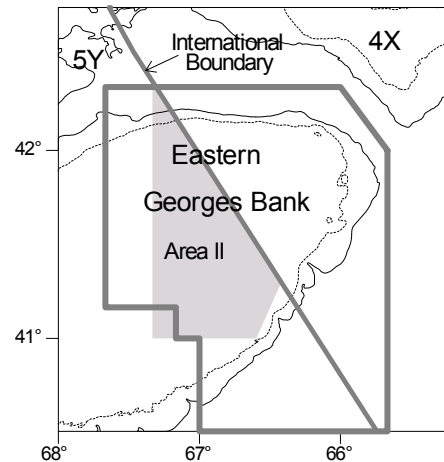 International
Boundary
5Y
4X
42°
Eastern
Georges Bank
Area II
41°
68°
67°
66°